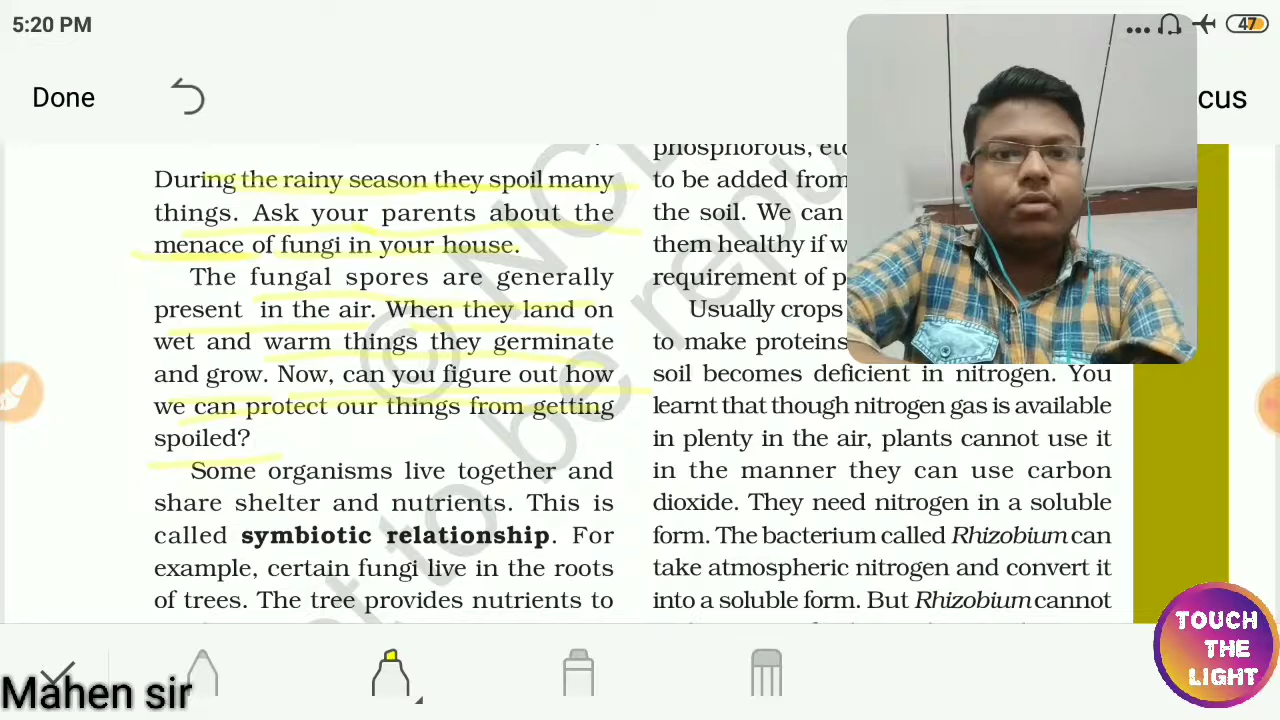 5:20 PM
47
Done
cus
During the rainy season they spoil many
things. Ask your parents about the
menace of fungi in your house.
The fungal spores are generally
present in the air. When they land on
wet and warm things they germinate
and grow. Now, can you figure out how
we can protect our things from getting
spoiled?
Some organisms live together and
share shelter and nutrients. This is
called symbiotic relationship. For
example, certain fungi live in the roots
of trees. The tree provides nutrients to
phosphorous, etc
to be added from
the soil. We can
them healthy if w
requirement of p
Usually crops
to make proteins
soil becomes deficient in nitrogen. You
learnt that though nitrogen gas is available
in plenty in the air, plants cannot use it
in the manner they can use carbon
dioxide. They need nitrogen in a soluble
form. The bacterium called Rhizobium can
take atmospheric nitrogen and convert it
into a soluble form. But Rhizobium cannot
© NC
not to be repu
TOUCH
THE
LIGHT
Mahen sir